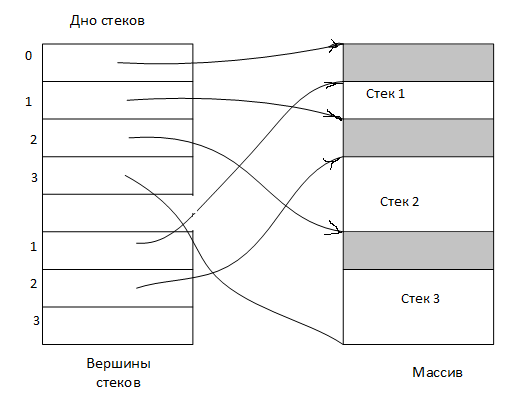 Дно стеков
0
1
2
3
1
2
3
Вершины
стеков
Стек 1
Стек 2
Стек 3
Массив